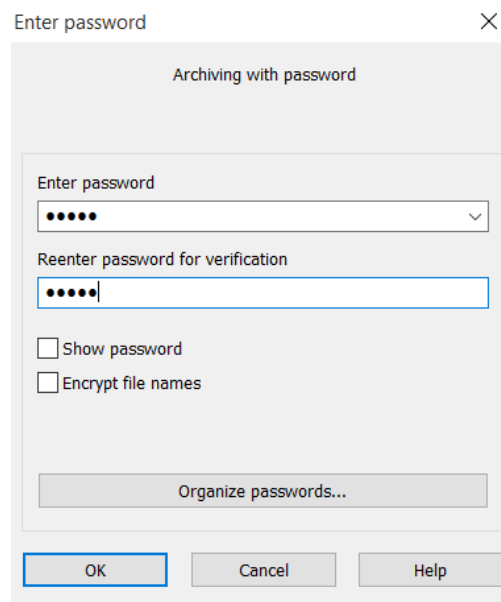 Enter password
Archiving with password
Enter password
•••••
Reenter password for verification
•••••
Show password
Encrypt file names
Organize passwords...
OK Cancel Help